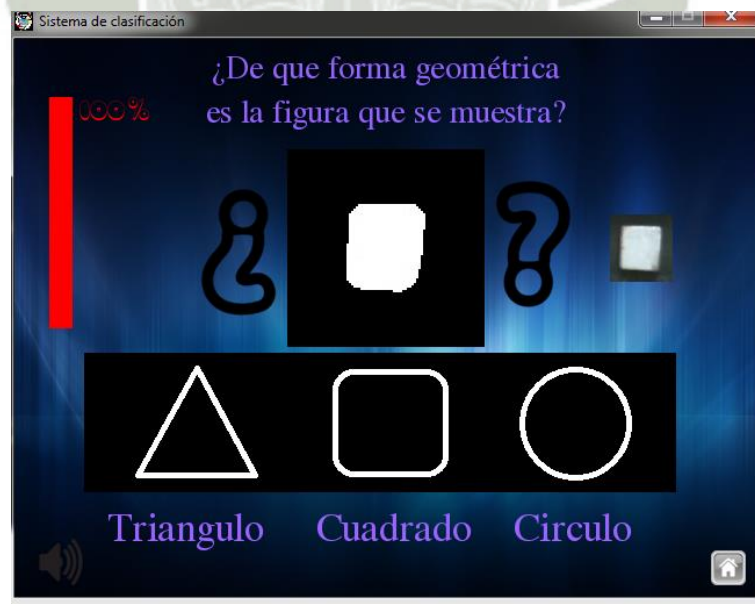 Sistema de clasificación
¿De que forma geométrica
es la figura que se muestra?
100%
¿ ?
Triangulo Cuadrado Circulo